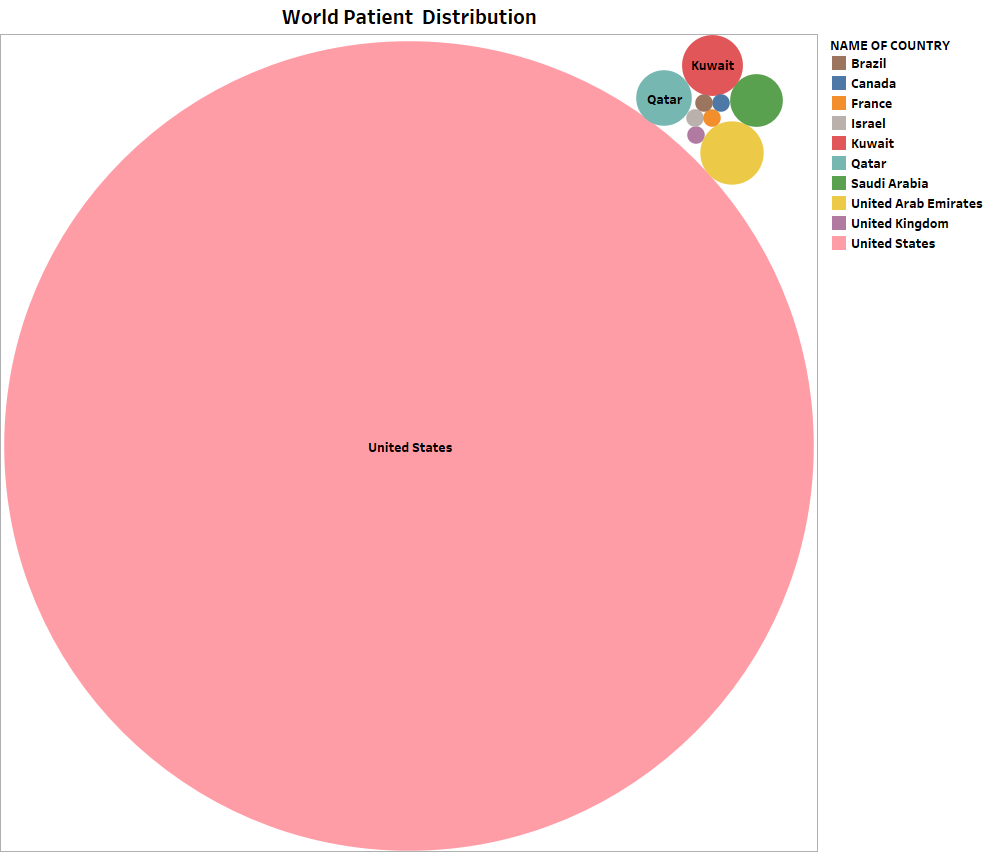 World Patient  Distribution
Kuwait
Qatar
United States
NAME OF COUNTRY
Brazil
Canada
France
Israel
Kuwait
Qatar
Saudi Arabia
United Arab Emirates
United Kingdom
United States